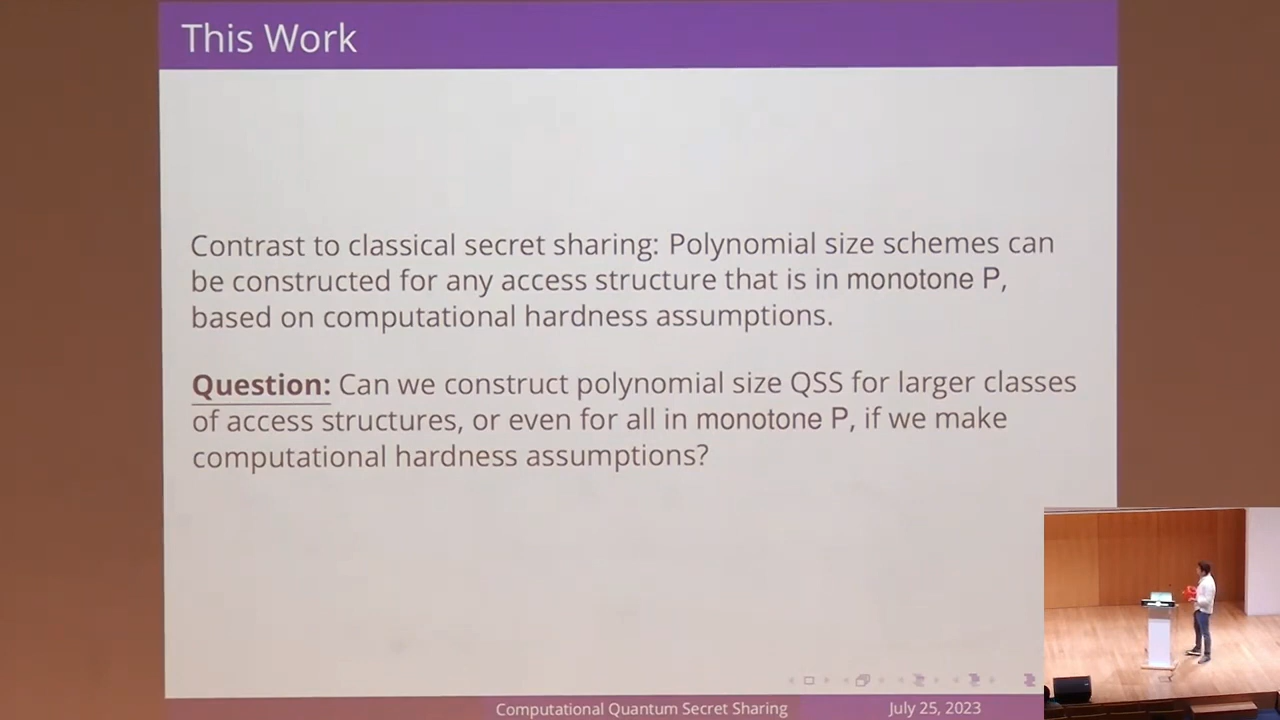 This Work
Contrast to classical secret sharing: Polynomial size schemes can
be constructed for any access structure that is in monotone P,
based on computational hardness assumptions.
Question: Can we construct polynomial size QSS for larger classes
of access structures, or even for all in monotone P, if we make
computational hardness assumptions?
Computational Quantum Secret Sharing
July 25, 2023